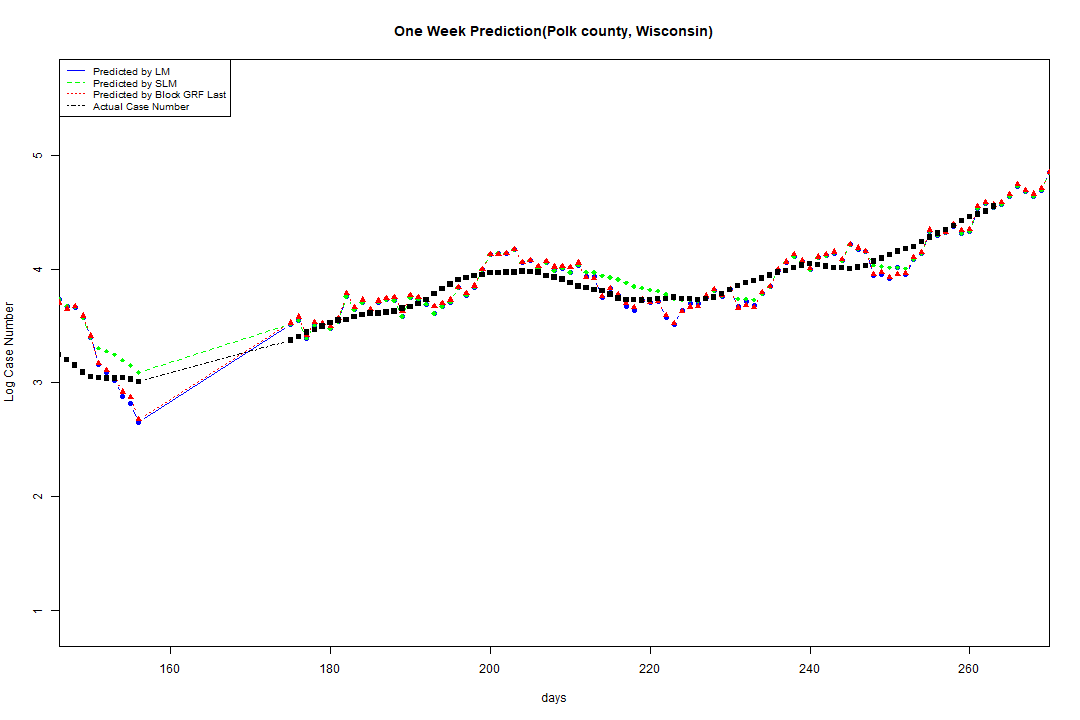 One Week Prediction(Polk county, Wisconsin)
Predicted by LM
Predicted by SLM
Predicted by Block GRF Last
Actual Case Number
5
4
3
2
1
Log Case Number
160 180 200 220 240 260
days